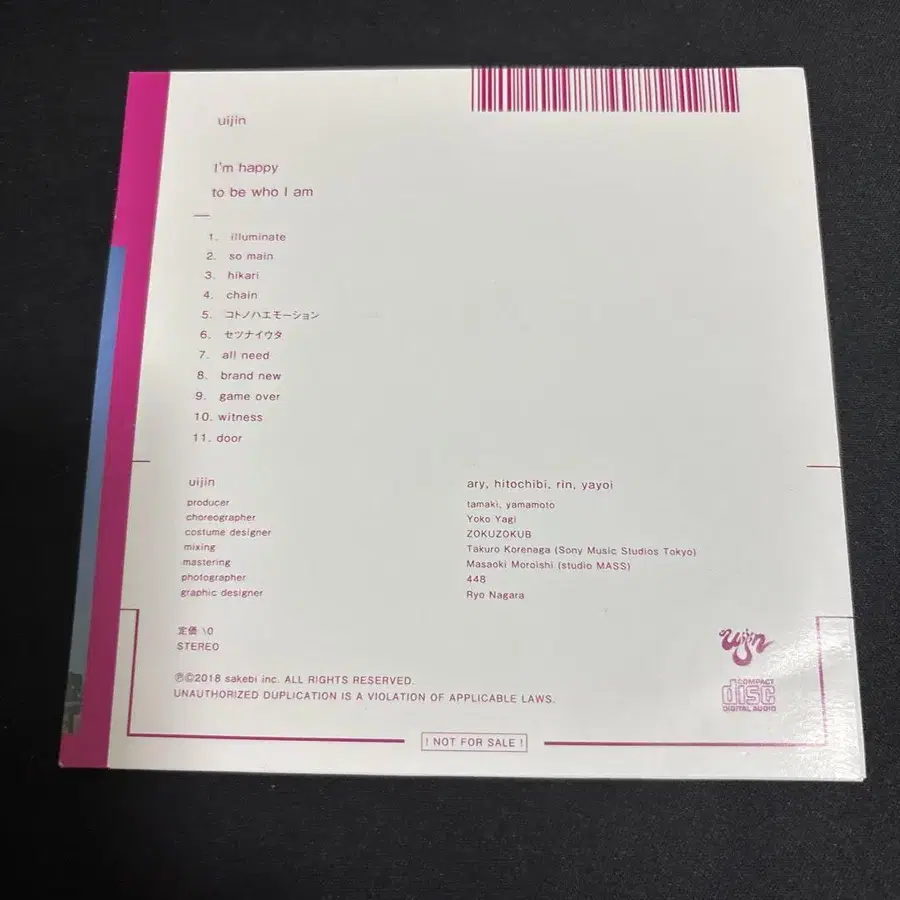 uijin
I'm happy
to be who I am
—
1. illuminate
2. so main
3. hikari
4. chain
5. コトノハエモーション
6. セツナイウタ
7. all need
8. brand new
9. game over
10. witness
11. door
uijin ary, hitochibi, rin, yayoi
producer tamaki, yamamoto
choreographer Yoko Yagi
costume designer ZOKUZOKUB
mixing Takuro Korenaga (Sony Music Studios Tokyo)
mastering Masaoki Moroishi (studio MASS)
photographer 448
graphic designer Ryo Nagara
定価 \0
STEREO
℗©2018 sakebi inc. ALL RIGHTS RESERVED.
UNAUTHORIZED DUPLICATION IS A VIOLATION OF APPLICABLE LAWS.
uijin
COMPACT
disc
DIGITAL AUDIO
! NOT FOR SALE !